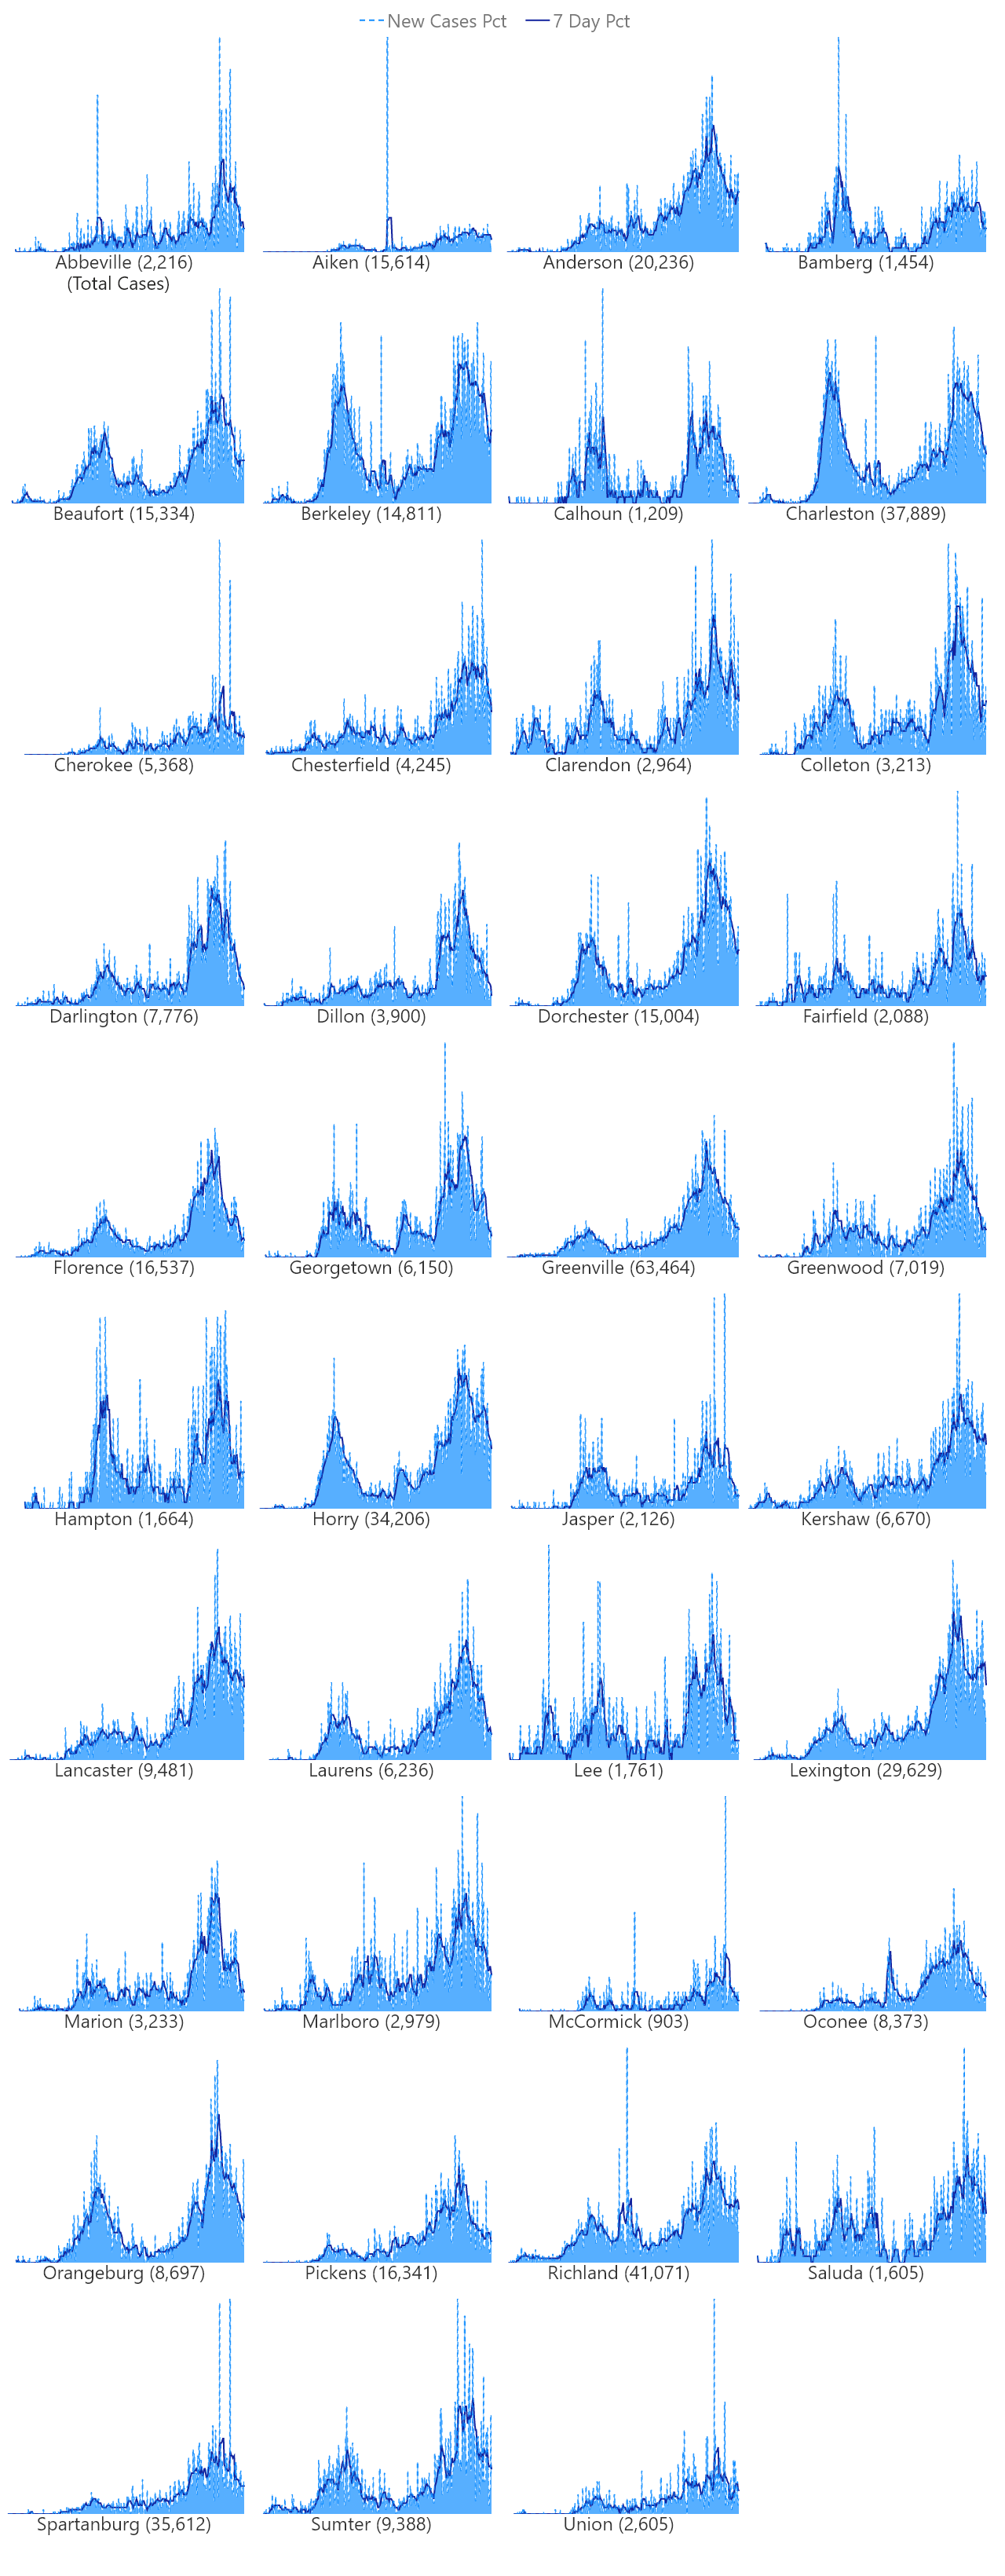 New Cases Pct 7 Day Pct
Abbeville (2,216) Aiken (15,614) Anderson (20,236) Bamberg (1,454)
(Total Cases)
Beaufort (15,334) Berkeley (14,811) Calhoun (1,209) Charleston (37,889)
Cherokee (5,368) Chesterfield (4,245) Clarendon (2,964) Colleton (3,213)
Darlington (7,776) Dillon (3,900) Dorchester (15,004) Fairfield (2,088)
Florence (16,537) Georgetown (6,150) Greenville (63,464) Greenwood (7,019)
Hampton (1,664) Horry (34,206) Jasper (2,126) Kershaw (6,670)
Lancaster (9,481) Laurens (6,236) Lee (1,761) Lexington (29,629)
Marion (3,233) Marlboro (2,979) McCormick (903) Oconee (8,373)
Orangeburg (8,697) Pickens (16,341) Richland (41,071) Saluda (1,605)
Spartanburg (35,612) Sumter (9,388) Union (2,605)